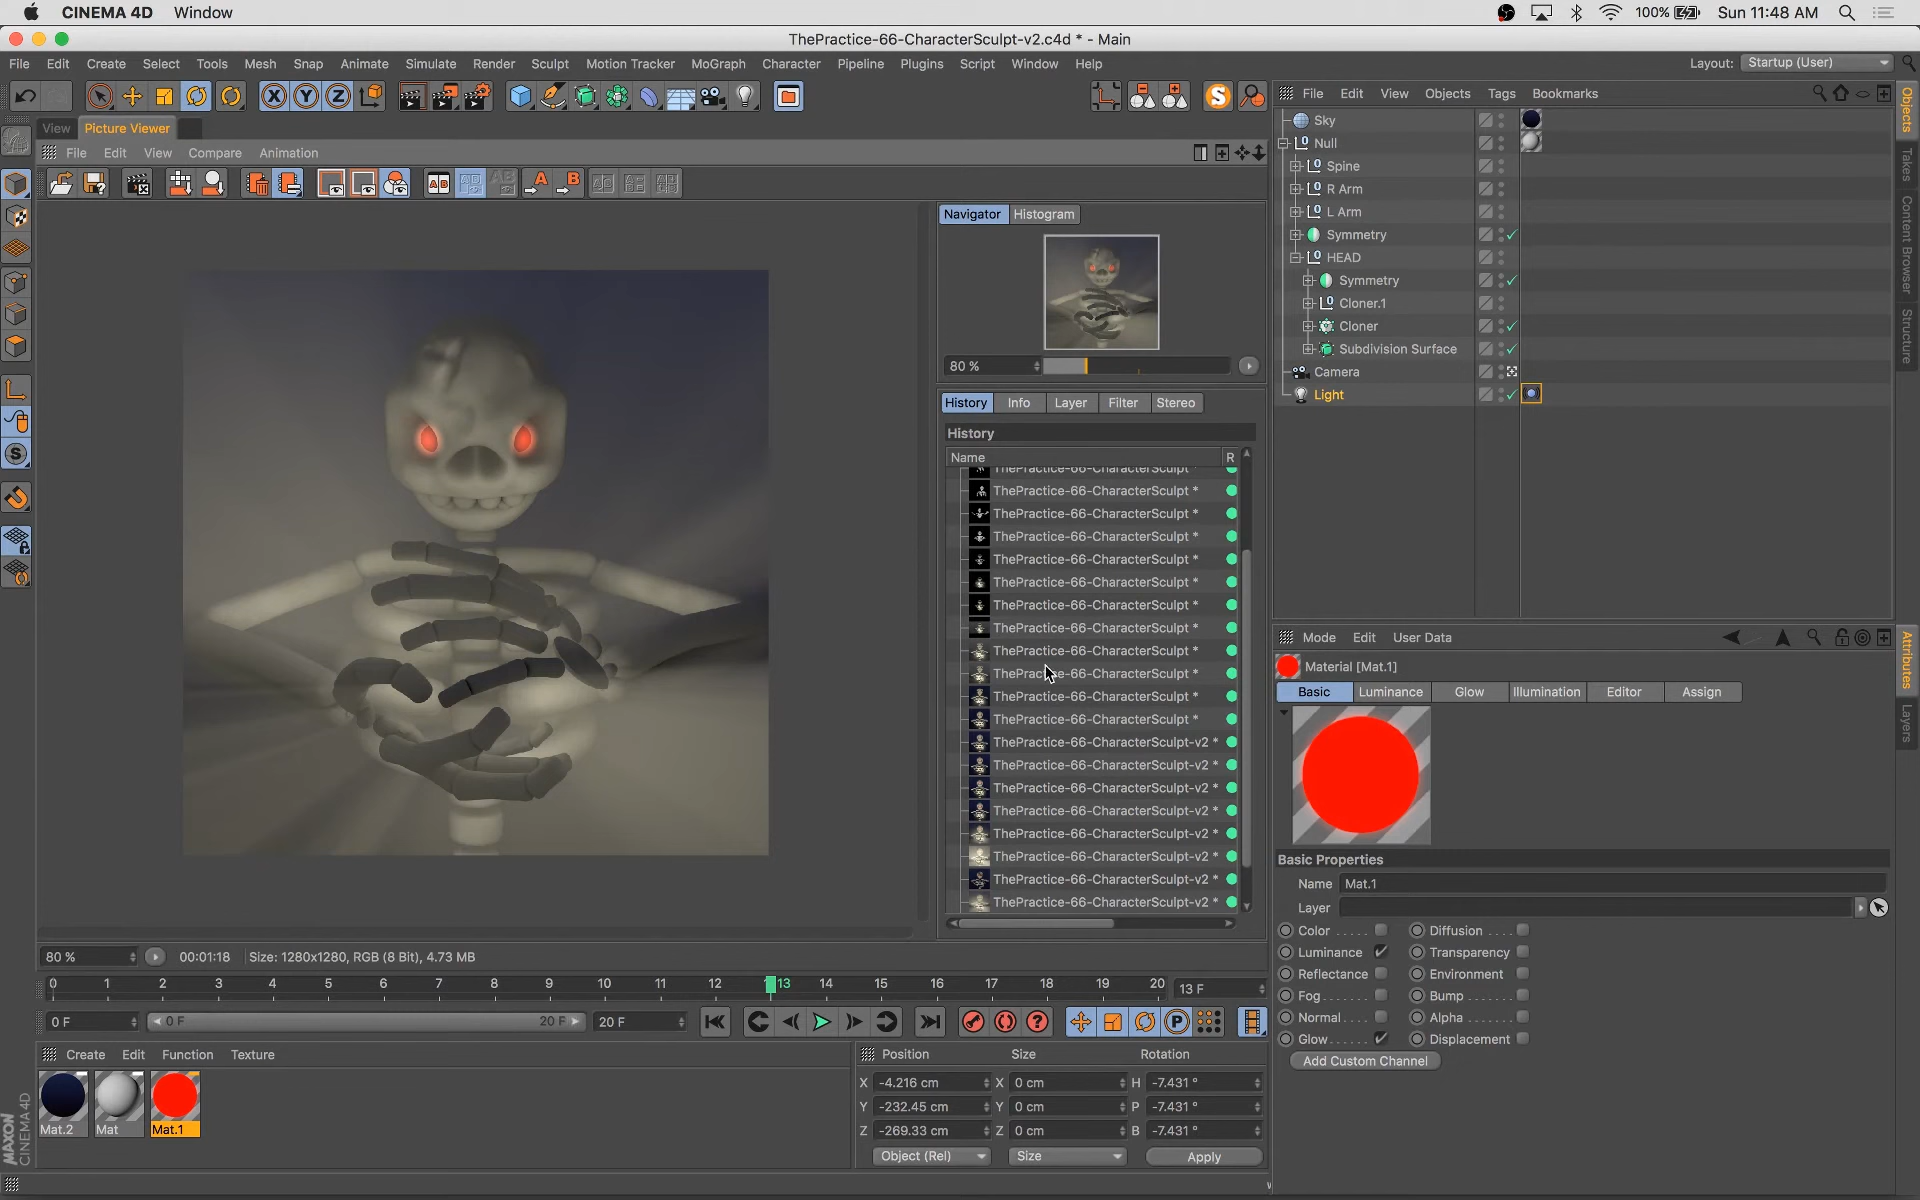 CINEMA 4D Window 100% Sun 11:48 AM
ThePractice-66-CharacterSculpt-v2.c4d * - Main
File Edit Create Select Tools Mesh Snap Animate Simulate Render Sculpt Motion Tracker MoGraph Character Pipeline Plugins Script Window Help Layout: Startup (User)
X Y Z S
File Edit View Objects Tags Bookmarks
View Picture Viewer
File Edit View Compare Animation
AB AB AB A B
Navigator Histogram
80 %
History Info Layer Filter Stereo
History
Name R
ThePractice-66-CharacterSculpt *
ThePractice-66-CharacterSculpt *
ThePractice-66-CharacterSculpt *
ThePractice-66-CharacterSculpt *
ThePractice-66-CharacterSculpt *
ThePractice-66-CharacterSculpt *
ThePractice-66-CharacterSculpt *
ThePractice-66-CharacterSculpt *
ThePractice-66-CharacterSculpt *
ThePractice-66-CharacterSculpt *
ThePractice-66-CharacterSculpt *
ThePractice-66-CharacterSculpt *
ThePractice-66-CharacterSculpt-v2 *
ThePractice-66-CharacterSculpt-v2 *
ThePractice-66-CharacterSculpt-v2 *
ThePractice-66-CharacterSculpt-v2 *
ThePractice-66-CharacterSculpt-v2 *
ThePractice-66-CharacterSculpt-v2 *
ThePractice-66-CharacterSculpt-v2 *
ThePractice-66-CharacterSculpt-v2 *
Sky
Null
Spine
R Arm
L Arm
Symmetry
HEAD
Symmetry
Cloner.1
Cloner
Subdivision Surface
Camera
Light
Objects
Takes
Content Browser
Structure
Mode Edit User Data
Material [Mat.1]
Basic Luminance Glow Illumination Editor Assign
Basic Properties
Name Mat.1
Layer
Color . . . . . Diffusion . . . .
Luminance Transparency
Reflectance Environment
Fog . . . . . . Bump . . . . . . .
Normal . . . . Alpha . . . . . . .
Glow . . . . . Displacement
Add Custom Channel
Attributes
Layers
80 % 00:01:18 Size: 1280x1280, RGB (8 Bit), 4.73 MB
0 1 2 3 4 5 6 7 8 9 10 11 12 13 14 15 16 17 18 19 20 13 F
0 F 0 F 20 F 20 F
Create Edit Function Texture
Mat.2 Mat Mat.1
Position Size Rotation
X -4.216 cm X 0 cm H -7.431 °
Y -232.45 cm Y 0 cm P -7.431 °
Z -269.33 cm Z 0 cm B -7.431 °
Object (Rel) Size Apply
MAXON
CINEMA 4D